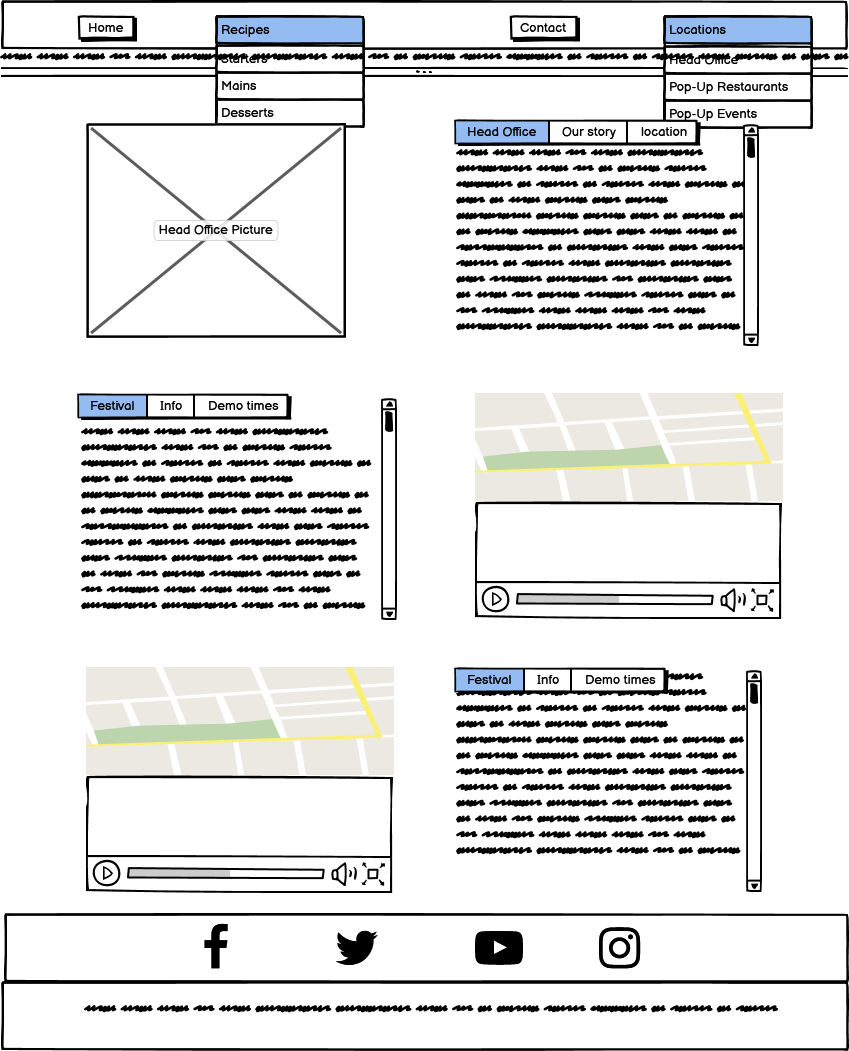 Home Recipes Contact Locations
Starters Head Office
...
Mains Pop-Up Restaurants
Desserts Pop-Up Events
Head Office Our story location
Head Office Picture
Festival Info Demo times
Festival Info Demo times